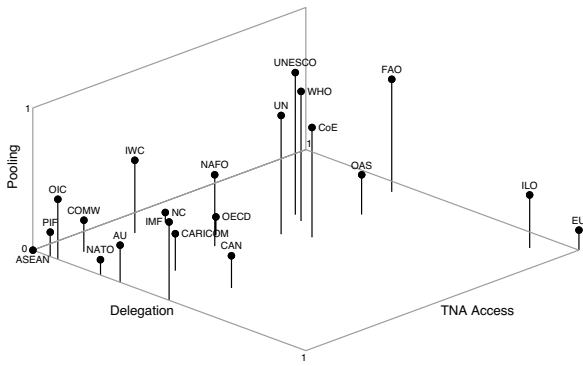 UNESCO
FAO
WHO
UN
1
CoE
IWC
1
Pooling
NAFO
OAS
OIC
ILO
COMW
NC
OECD
PIF
IMF
EU
AU
CARICOM
0
NATO
CAN
ASEAN
Delegation
TNA Access
1